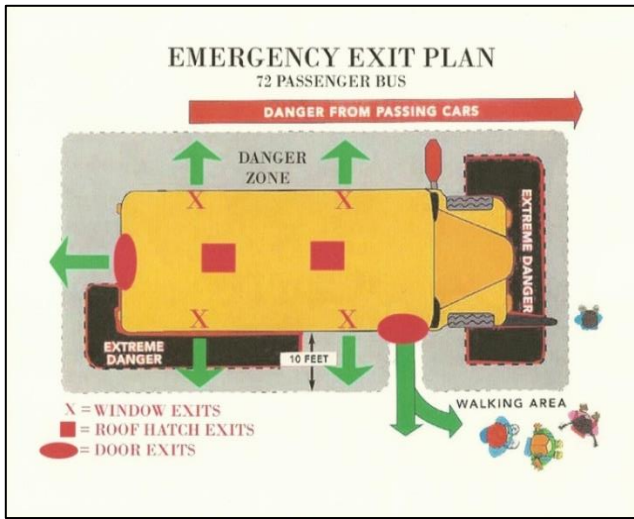 EMERGENCY EXIT PLAN
72 PASSENGER BUS
DANGER FROM PASSING CARS
DANGER
ZONE
X
X
EXTREME DANGER
X
X
EXTREME
DANGER
10 FEET
WALKING AREA
X = WINDOW EXITS
= ROOF HATCH EXITS
= DOOR EXITS